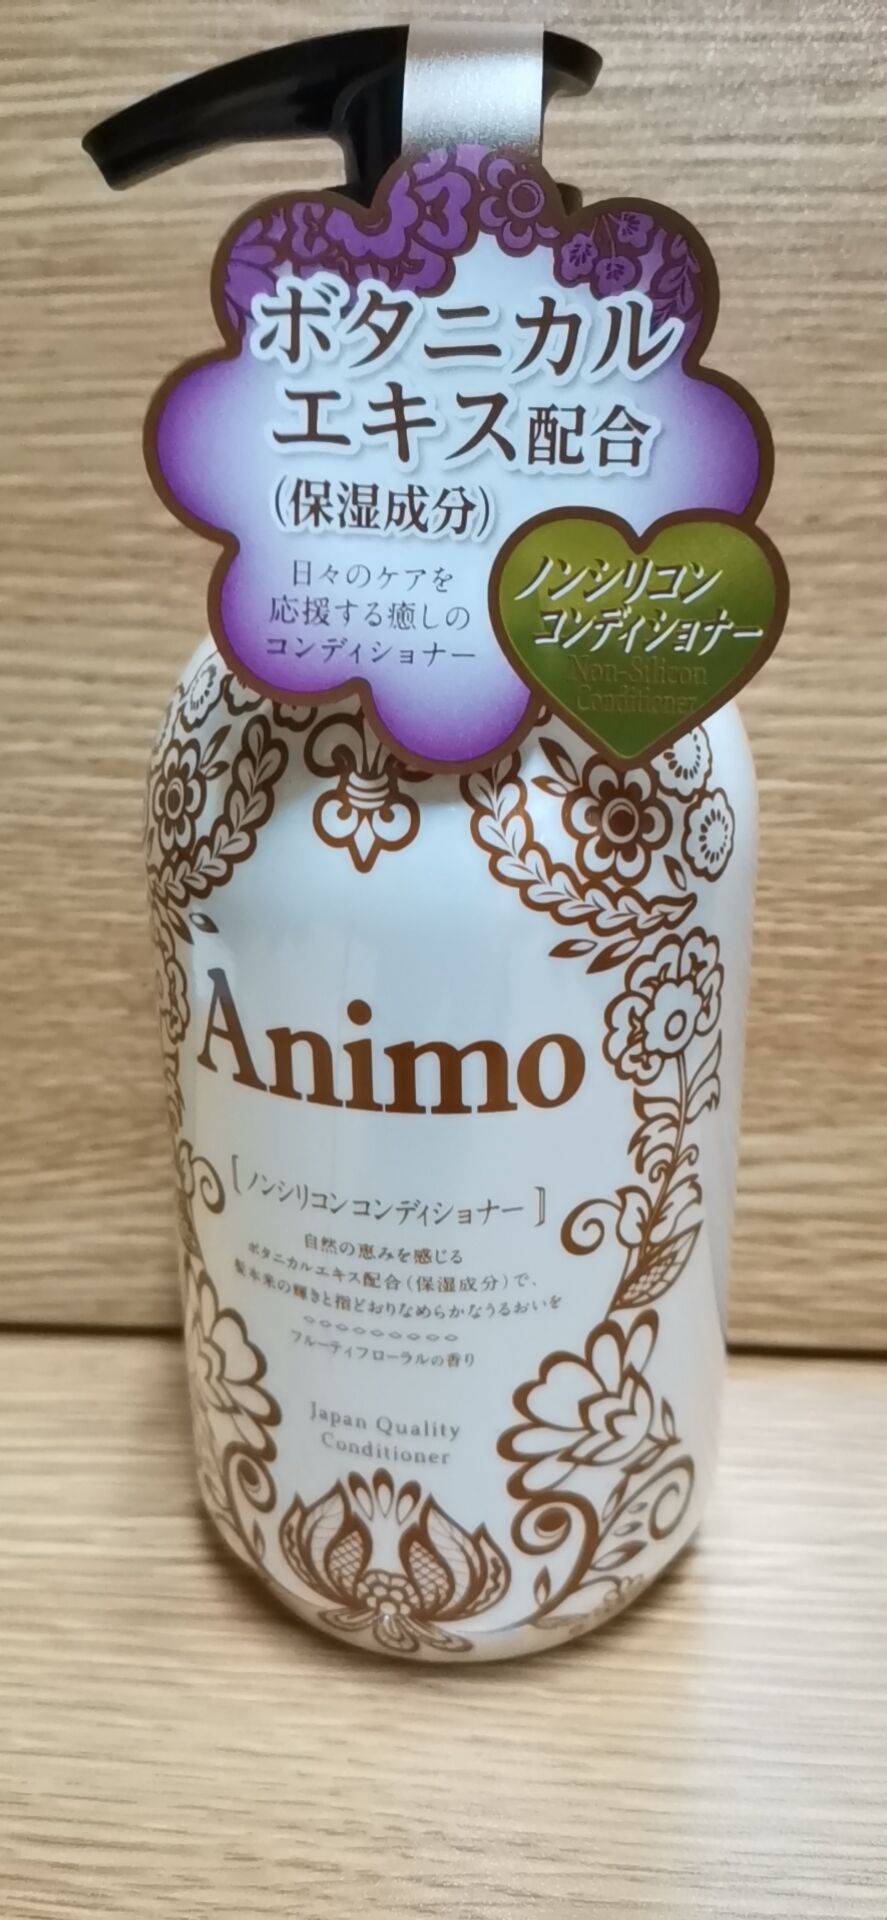 ボタニカル
エキス配合
(保湿成分)
日々のケアを
応援する癒しの
コンディショナー
ノンシリコン
コンディショナー
Non-Silicon
Conditioner
Animo
[ノンシリコンコンディショナー]
自然の恵みを感じる
ボタニカルエキス配合(保湿成分)で、
髪本来の輝きと指どおりなめらかなうるおいを
フルーティフローラルの香り
Japan Quality
Conditioner